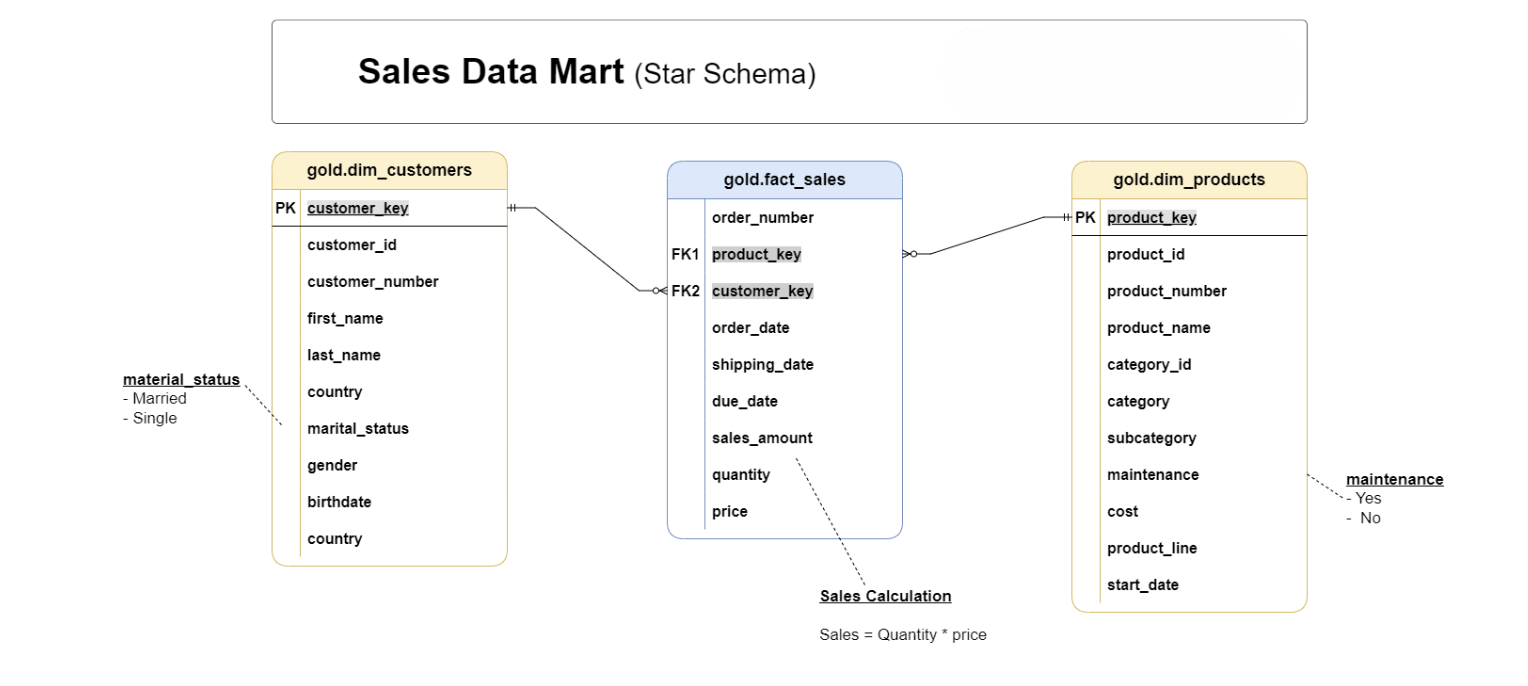 Sales Data Mart (Star Schema)
gold.dim_customers
PK customer_key
customer_id
customer_number
first_name
last_name
country
marital_status
gender
birthdate
country
material_status
- Married
- Single
gold.fact_sales
order_number
FK1 product_key
FK2 customer_key
order_date
shipping_date
due_date
sales_amount
quantity
price
Sales Calculation
Sales = Quantity * price
gold.dim_products
PK product_key
product_id
product_number
product_name
category_id
category
subcategory
maintenance
cost
product_line
start_date
maintenance
- Yes
- No